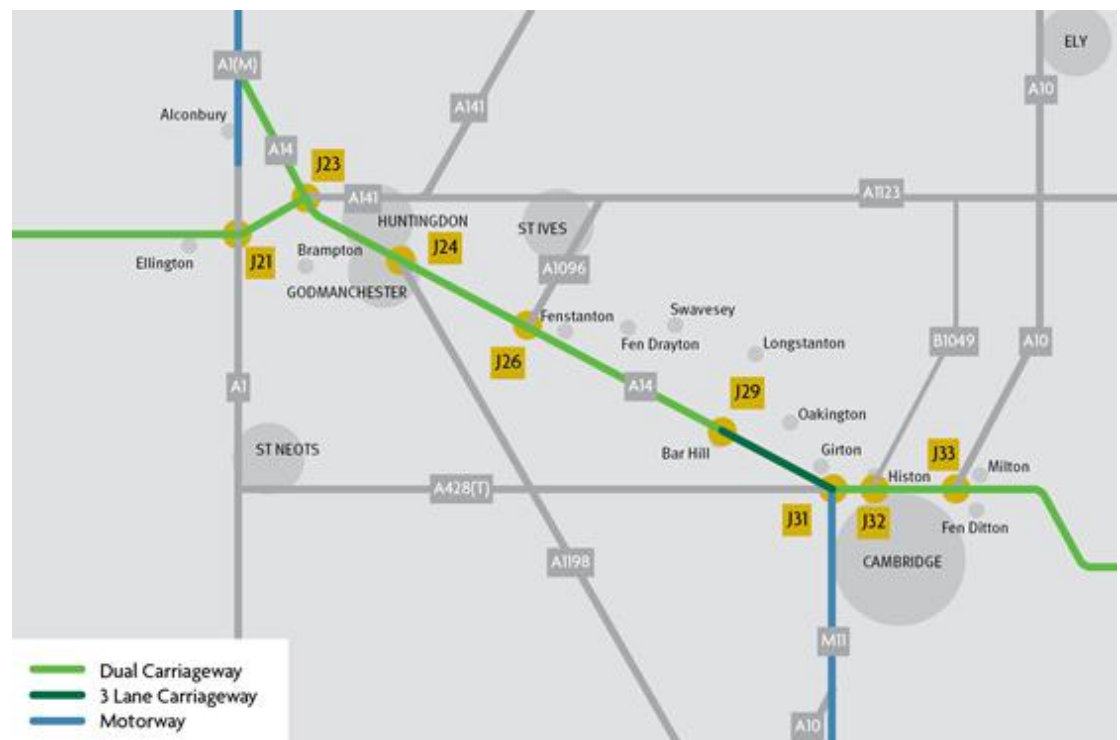 ELY
A1(M)
A10
A141
Alconbury
A14
J23
A141
A1123
HUNTINGDON
ST IVES
J24
Brampton
Ellington
J21
A1096
GODMANCHESTER
Swavesey
Fenstanton
Fen Drayton
Longstanton
B1049
A10
J26
A1
A14
J29
Oakington
ST NEOTS
Bar Hill
Girton
J33
Histon
Milton
A428(T)
J31
J32
Fen Ditton
A1198
CAMBRIDGE
M11
Dual Carriageway
3 Lane Carriageway
Motorway
A10